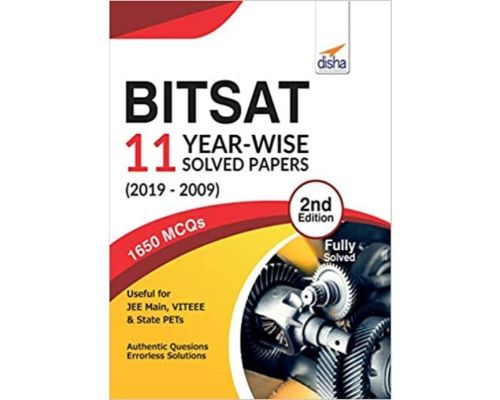 disha
BITSAT
11 YEAR-WISE
SOLVED PAPERS
(2019 - 2009)
2nd
Edition
1650 MCQs
Fully
Solved
Useful for
JEE Main, VITEEE
& State PETs
Authentic Quesions
Errorless Solutions